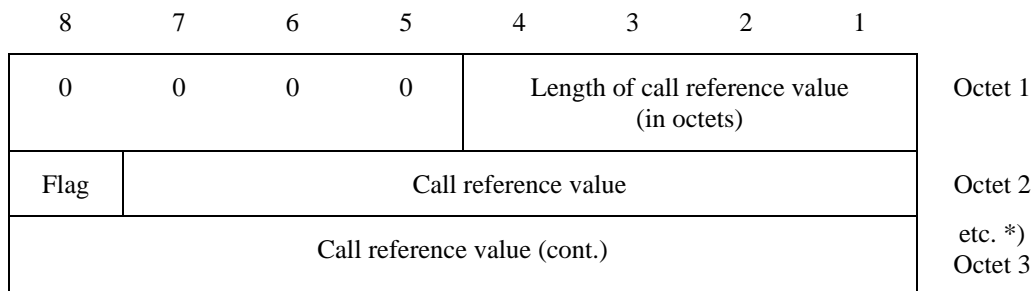 8 7 6 5 4 3 2 1
0 0 0 0 Length of call reference value Octet 1
(in octets)
Flag Call reference value Octet 2
etc. *)
Call reference value (cont.)
Octet 3